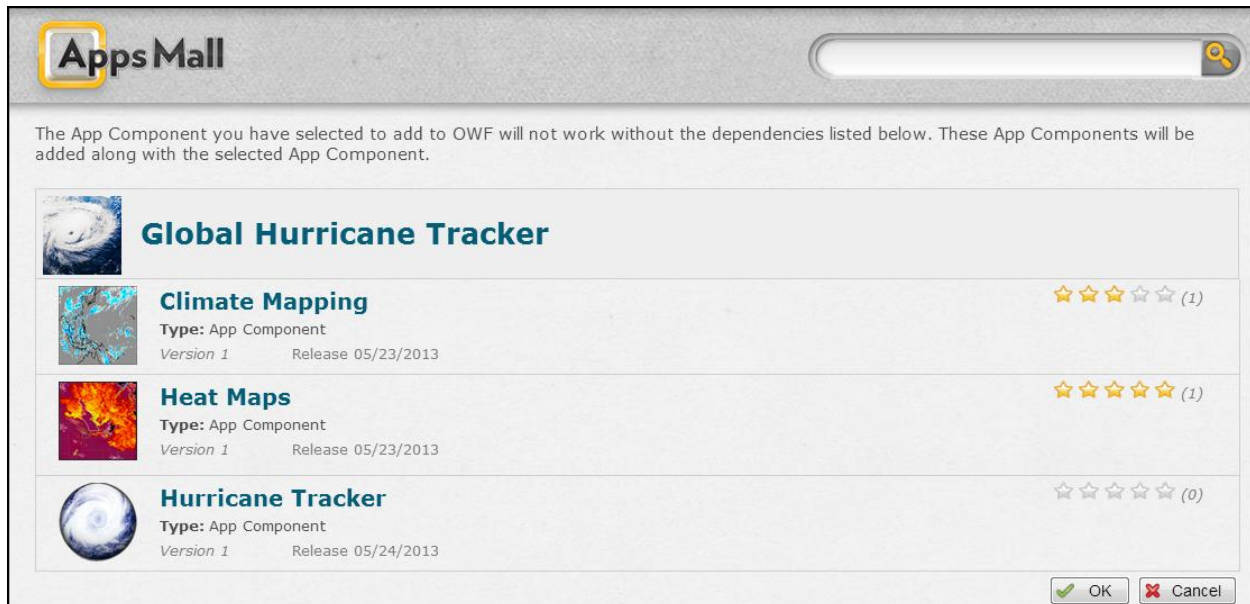 Apps Mall
The App Component you have selected to add to OWF will not work without the dependencies listed below. These App Components will be
added along with the selected App Component.
Global Hurricane Tracker
Climate Mapping
(1)
Type: App Component
Version 1 Release 05/23/2013
Heat Maps
(1)
Type: App Component
Version 1 Release 05/23/2013
Hurricane Tracker
(0)
Type: App Component
Version 1 Release 05/24/2013
OK Cancel